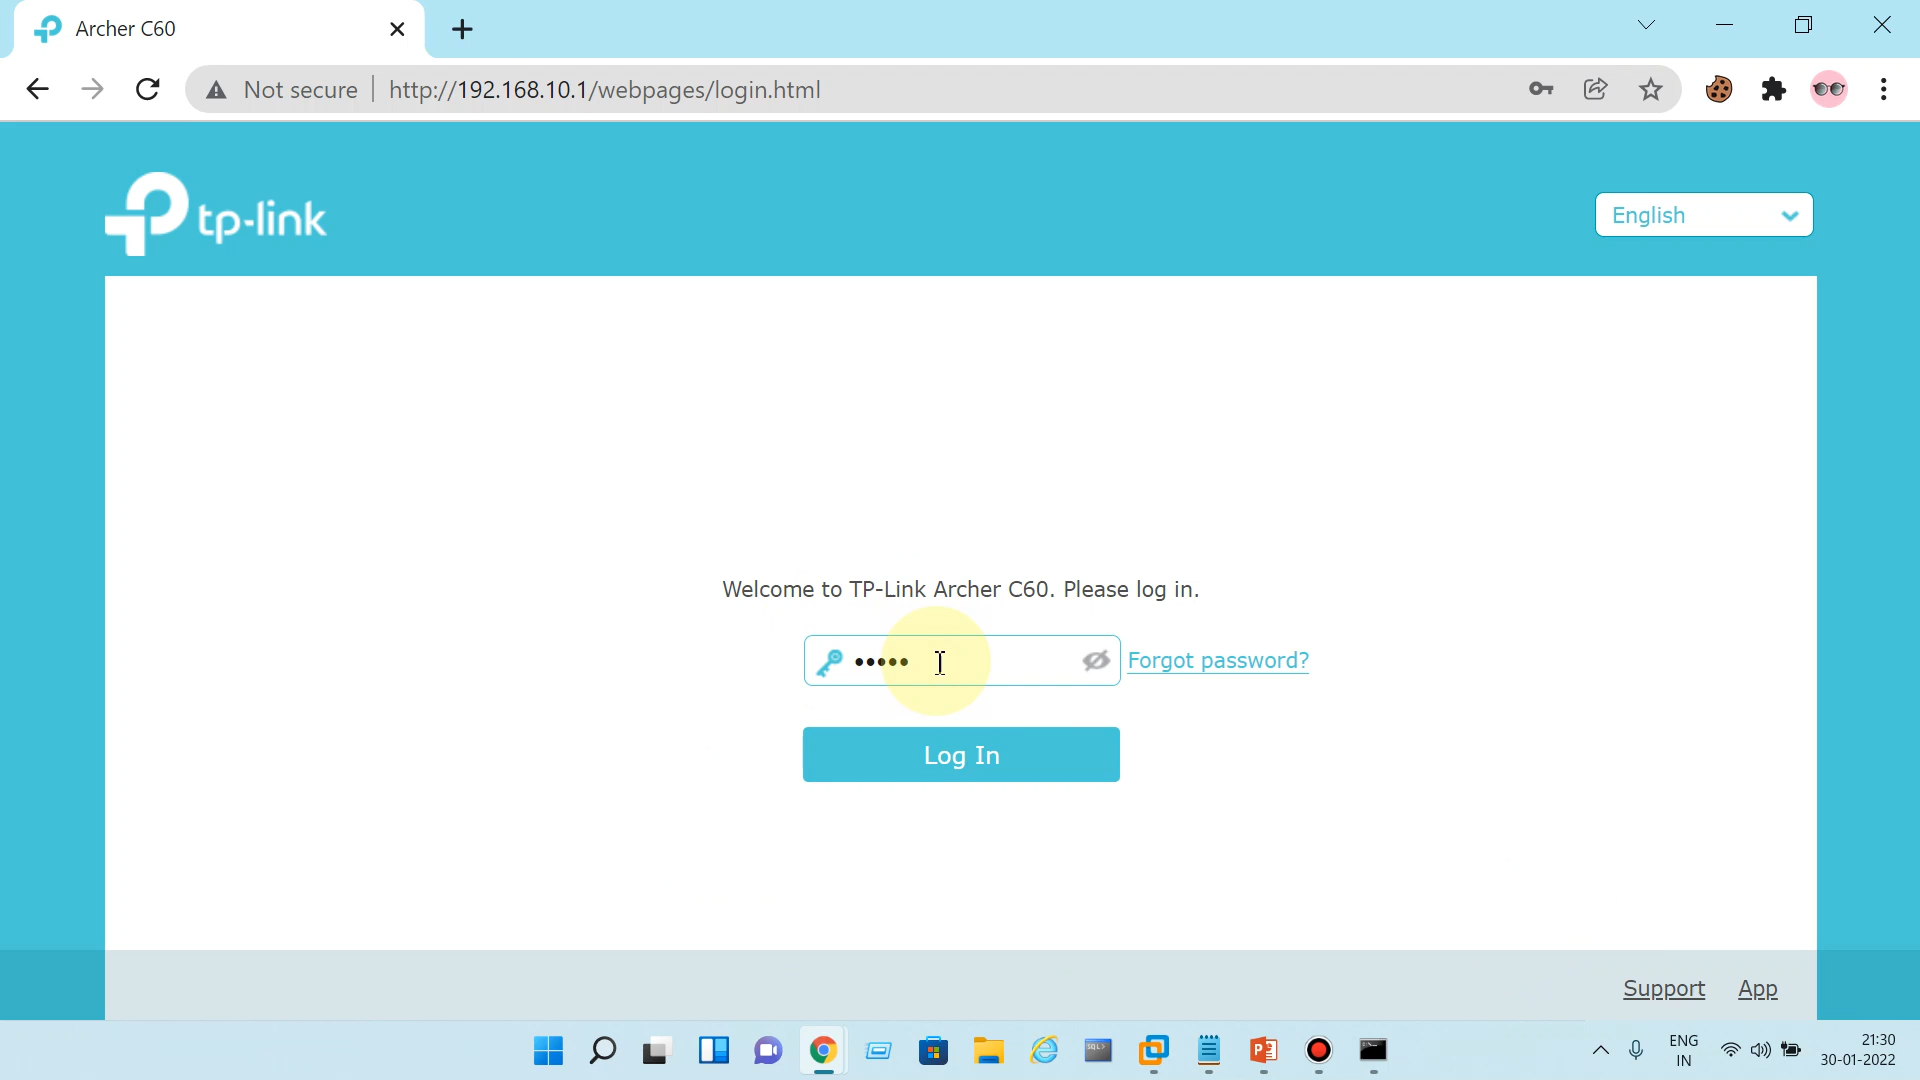 Archer C60
Not secure
http://192.168.10.1/webpages/login.html
tp-link
English
Welcome to TP-Link Archer C60. Please log in.
•••••
Forgot password?
Log In
Support
App
SQL>
ENG
IN
21:30
30-01-2022